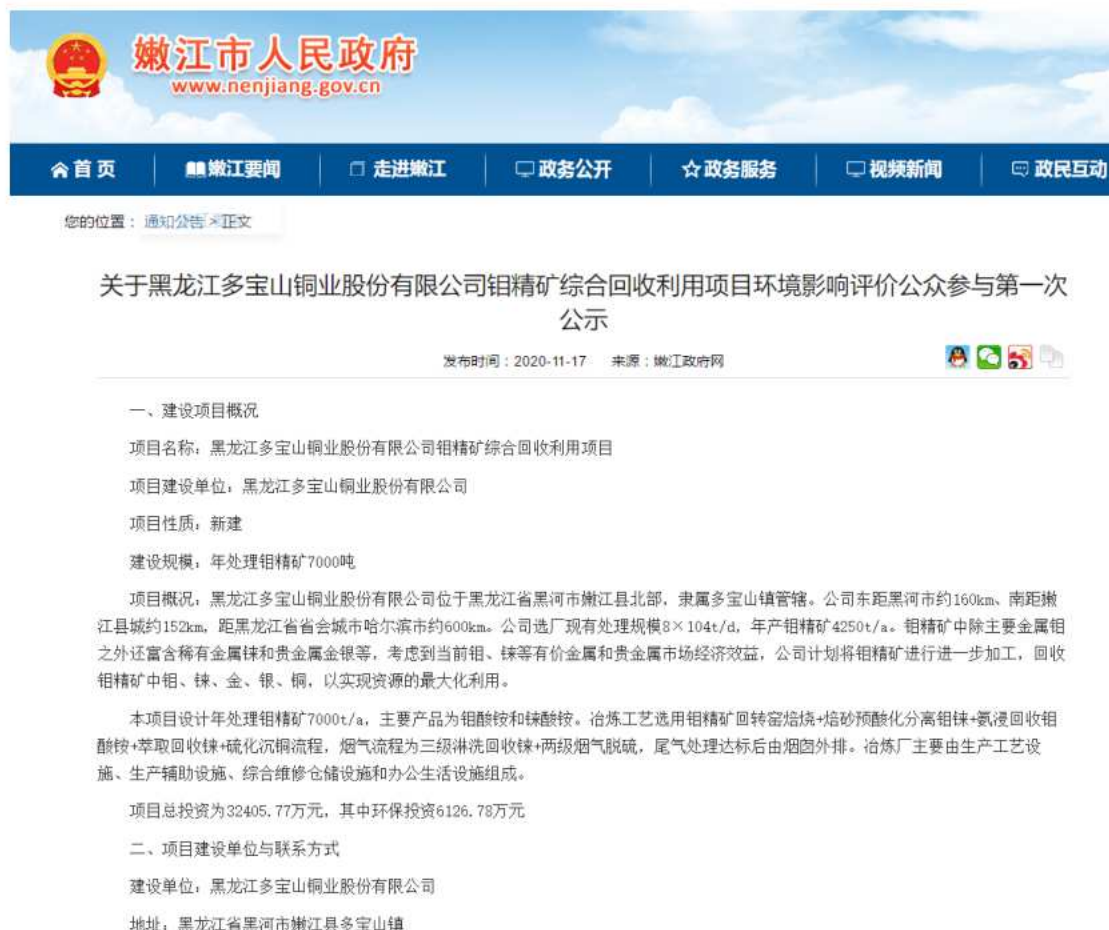 嫩江市人民政府
www.nenjiang.gov.cn
首页 嫩江要闻 走进嫩江 政务公开 政务服务 视频新闻 政民互动
您的位置：通知公告 > 正文
关于黑龙江多宝山铜业股份有限公司钼精矿综合回收利用项目环境影响评价公众参与第一次
公示
发布时间：2020-11-17 来源：嫩江政府网
一、建设项目概况
项目名称：黑龙江多宝山铜业股份有限公司钼精矿综合回收利用项目
项目建设单位：黑龙江多宝山铜业股份有限公司
项目性质：新建
建设规模：年处理钼精矿7000吨
项目概况：黑龙江多宝山铜业股份有限公司位于黑龙江省黑河市嫩江县北部，隶属多宝山镇管辖。公司东距黑河市约160km、南距嫩
江县城约152km，距黑龙江省省会城市哈尔滨市约600km。公司选厂现有处理规模8×104t/d，年产钼精矿4250t/a。钼精矿中除主要金属钼
之外还富含稀有金属铼和贵金属金银等，考虑到当前钼、铼等有价金属和贵金属市场经济效益，公司计划将钼精矿进行进一步加工，回收
钼精矿中钼、铼、金、银、铜，以实现资源的最大化利用。
本项目设计年处理钼精矿7000t/a，主要产品为钼酸铵和铼酸铵。冶炼工艺选用钼精矿回转窑焙烧+焙砂预酸化分离钼铼+氨浸回收钼
酸铵+萃取回收铼+硫化沉铜流程，烟气流程为三级淋洗回收铼+两级烟气脱硫，尾气处理达标后由烟囱外排。冶炼厂主要由生产工艺设
施、生产辅助设施、综合维修仓储设施和办公生活设施组成。
项目总投资为32405.77万元，其中环保投资6126.78万元
二、项目建设单位与联系方式
建设单位：黑龙江多宝山铜业股份有限公司
地址：黑龙江省黑河市嫩江县多宝山镇